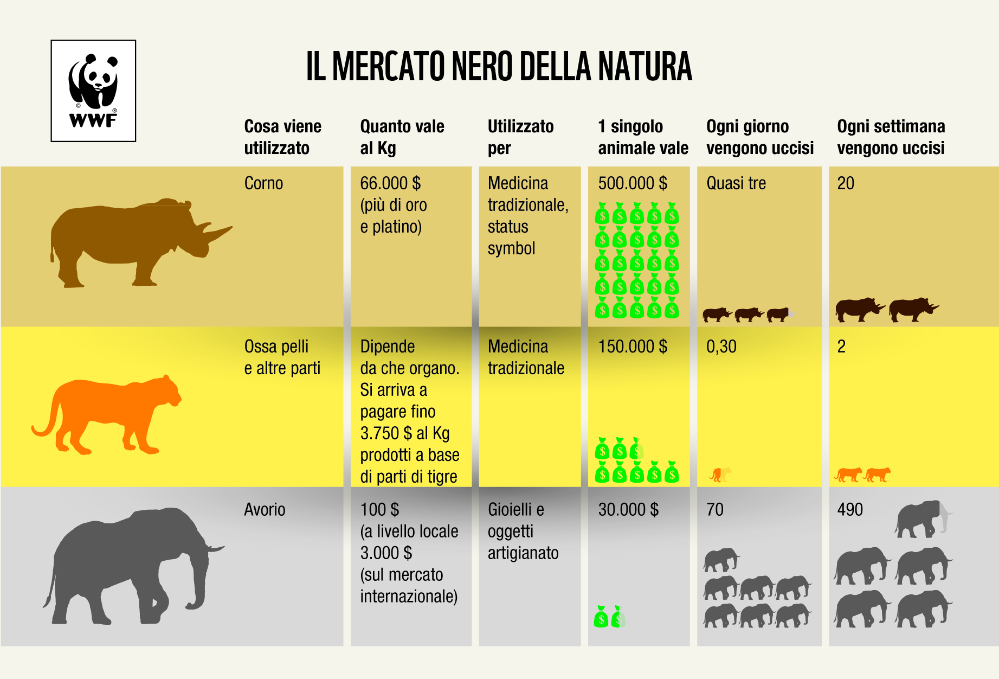 IL MERCATO NERO DELLA NATURA
©
®
WWF
Cosa viene
utilizzato
Quanto vale
al Kg
Utilizzato
per
1 singolo
animale vale
Ogni giorno
vengono uccisi
Ogni settimana
vengono uccisi
Corno
66.000 $
(più di oro
e platino)
Medicina
tradizionale,
status
symbol
500.000 $
$ $ $ $ $
$ $ $ $ $
$ $ $ $ $
$ $ $ $ $
$ $ $ $ $
Quasi tre
20
Ossa pelli
e altre parti
Dipende
da che organo.
Si arriva a
pagare fino
3.750 $ al Kg
prodotti a base
di parti di tigre
Medicina
tradizionale
150.000 $
$ $ $
$ $ $ $ $
0,30
2
Avorio
100 $
(a livello locale
3.000 $
(sul mercato
internazionale)
Gioielli e
oggetti
artigianato
30.000 $
$ $
70
490